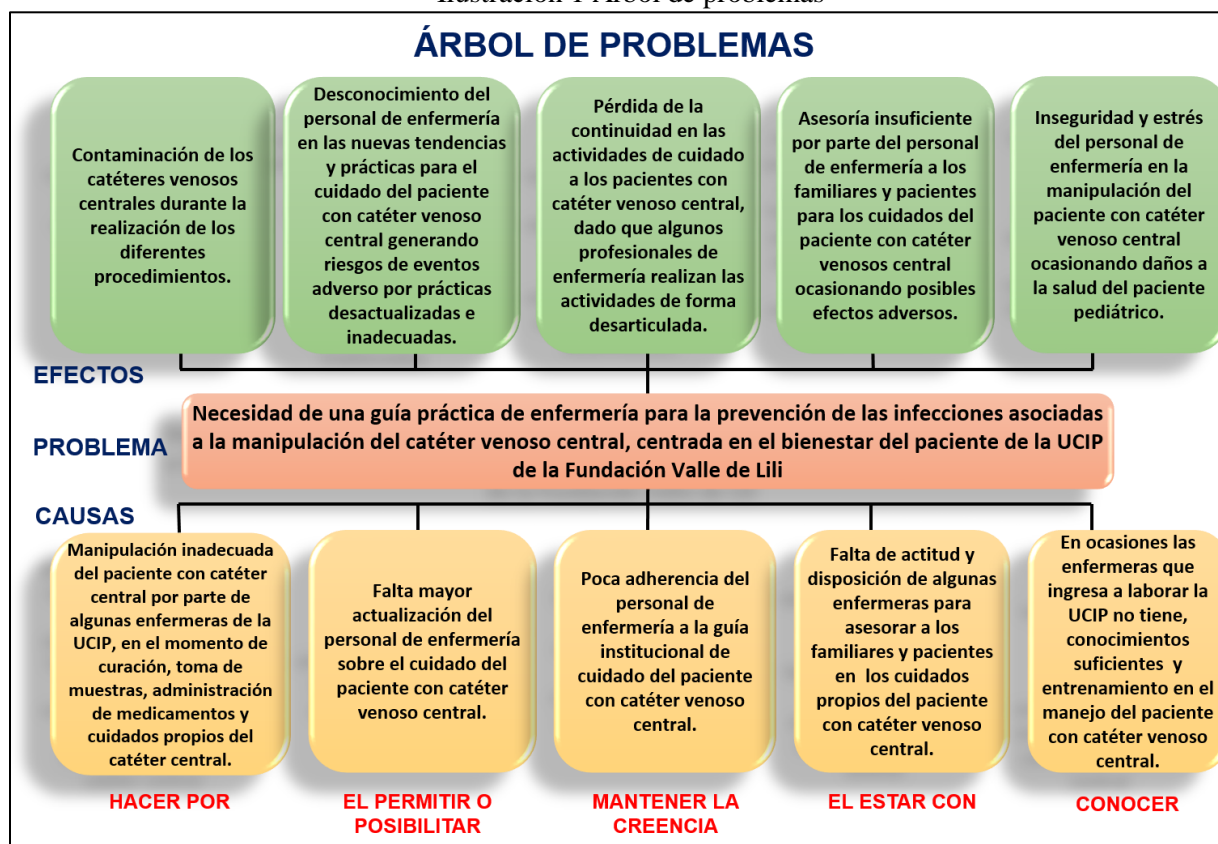 Ilustración 1 Árbol de problemas
ÁRBOL DE PROBLEMAS
Contaminación de los
catéteres venosos
centrales durante la
realización de los
diferentes
procedimientos.
Desconocimiento del
personal de enfermería
en las nuevas tendencias
y prácticas para el
cuidado del paciente
con catéter venoso
central generando
riesgos de eventos
adverso por prácticas
desactualizadas e
inadecuadas.
Pérdida de la
continuidad en las
actividades de cuidado
a los pacientes con
catéter venoso central,
dado que algunos
profesionales de
enfermería realizan las
actividades de forma
desarticulada.
Asesoría insuficiente
por parte del personal
de enfermería a los
familiares y pacientes
para los cuidados del
paciente con catéter
venosos central
ocasionando posibles
efectos adversos.
Inseguridad y estrés
del personal de
enfermería en la
manipulación del
paciente con catéter
venoso central
ocasionando daños a
la salud del paciente
pediátrico.
EFECTOS
PROBLEMA
Necesidad de una guía práctica de enfermería para la prevención de las infecciones asociadas
a la manipulación del catéter venoso central, centrada en el bienestar del paciente de la UCIP
de la Fundación Valle de Lili
CAUSAS
Manipulación inadecuada
del paciente con catéter
central por parte de
algunas enfermeras de la
UCIP, en el momento de
curación, toma de
muestras, administración
de medicamentos y
cuidados propios del
catéter central.
Falta mayor
actualización del
personal de enfermería
sobre el cuidado del
paciente con catéter
venoso central.
Poca adherencia del
personal de
enfermería a la guía
institucional de
cuidado del paciente
con catéter venoso
central.
Falta de actitud y
disposición de algunas
enfermeras para
asesorar a los
familiares y pacientes
en los cuidados
propios del paciente
con catéter venoso
central.
En ocasiones las
enfermeras que
ingresa a laborar la
UCIP no tiene,
conocimientos
suficientes y
entrenamiento en el
manejo del paciente
con catéter venoso
central.
HACER POR
EL PERMITIR O
POSIBILITAR
MANTENER LA
CREENCIA
EL ESTAR CON
CONOCER